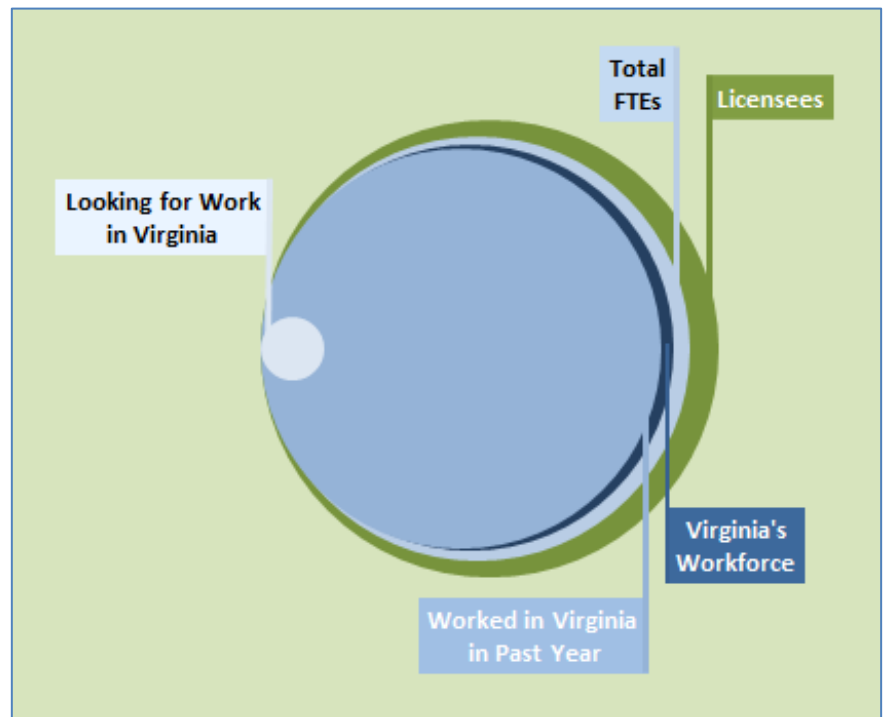 Total
FTEs
Licensees
Looking for Work
in Virginia
Virginia's
Workforce
Worked in Virginia
in Past Year